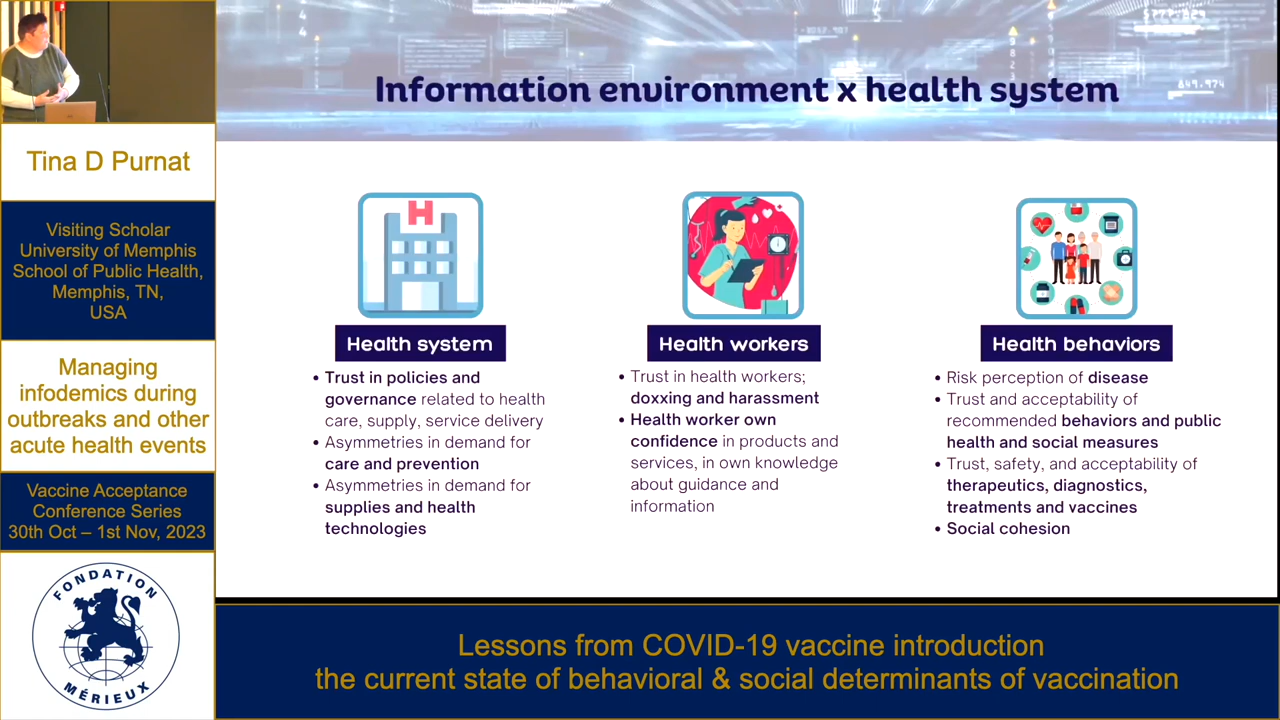 Information environment x health system
Tina D Purnat
Visiting Scholar
University of Memphis
School of Public Health,
Memphis, TN,
USA
Managing
infodemics during
outbreaks and other
acute health events
Vaccine Acceptance
Conference Series
30th Oct – 1st Nov, 2023
FONDATION
MÉRIEUX
H
Health system
• Trust in policies and
governance related to health
care, supply, service delivery
• Asymmetries in demand for
care and prevention
• Asymmetries in demand for
supplies and health
technologies
Health workers
• Trust in health workers;
doxxing and harassment
• Health worker own
confidence in products and
services, in own knowledge
about guidance and
information
Health behaviors
• Risk perception of disease
• Trust and acceptability of
recommended behaviors and public
health and social measures
• Trust, safety, and acceptability of
therapeutics, diagnostics,
treatments and vaccines
• Social cohesion
Lessons from COVID-19 vaccine introduction
the current state of behavioral & social determinants of vaccination